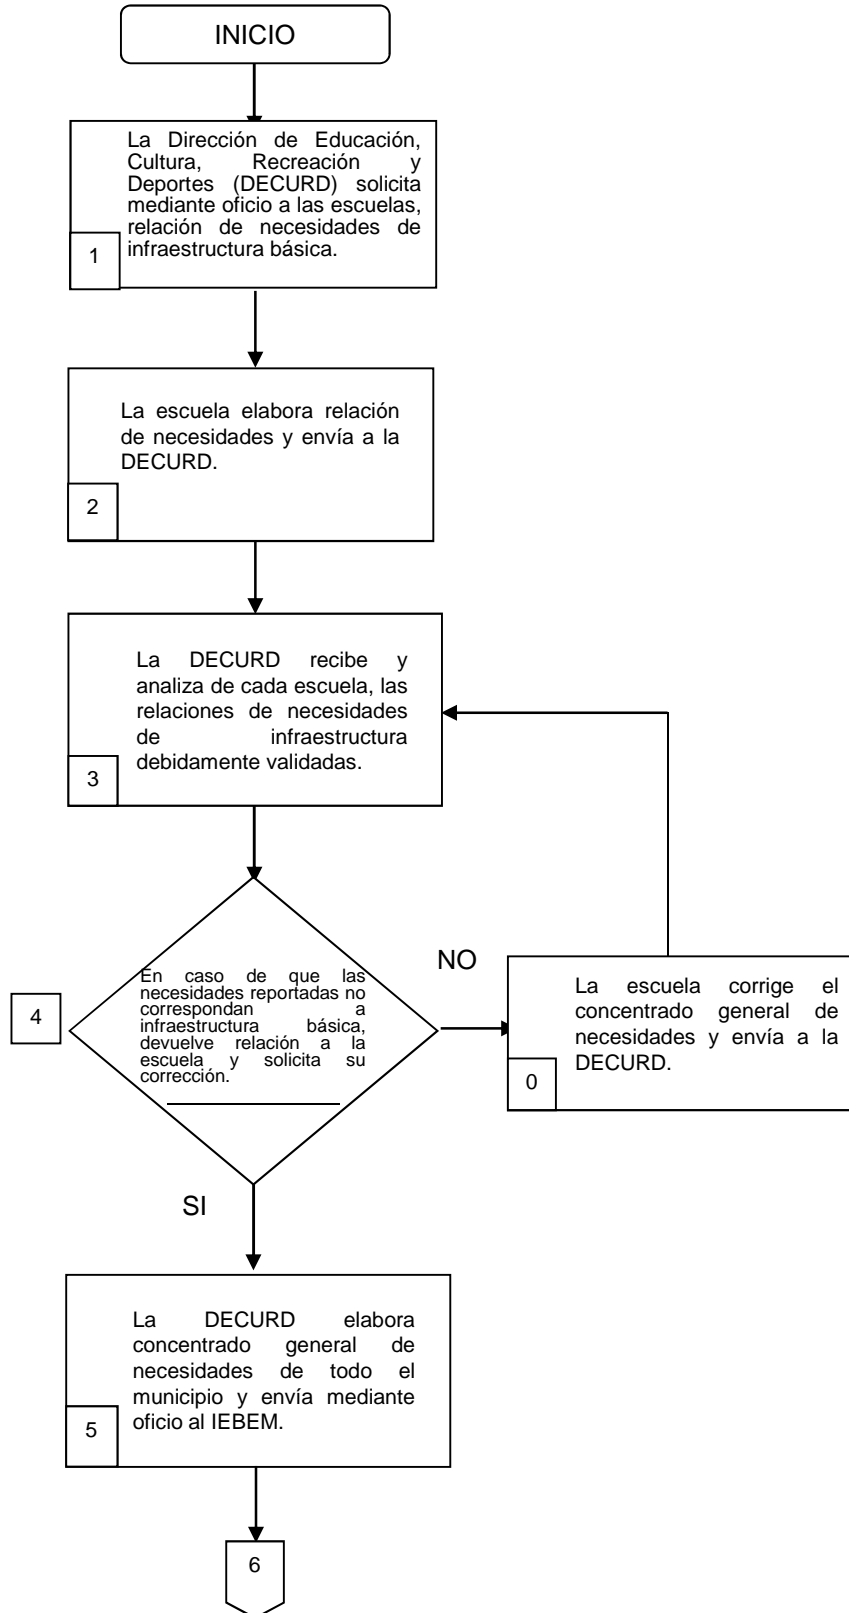 INICIO
La Dirección de Educación,
Cultura, Recreación y
Deportes (DECURD) solicita
mediante oficio a las escuelas,
relación de necesidades de
infraestructura básica.
1
La escuela elabora relación
de necesidades y envía a la
DECURD.
2
La DECURD recibe y
analiza de cada escuela, las
relaciones de necesidades
de infraestructura
debidamente validadas.
3
En caso de que las
necesidades reportadas no
correspondan a
infraestructura básica,
devuelve relación a la
escuela y solicita su
corrección.
4
NO
La escuela corrige el
concentrado general de
necesidades y envía a la
DECURD.
0
SI
La DECURD elabora
concentrado general de
necesidades de todo el
municipio y envía mediante
oficio al IEBEM.
5
6